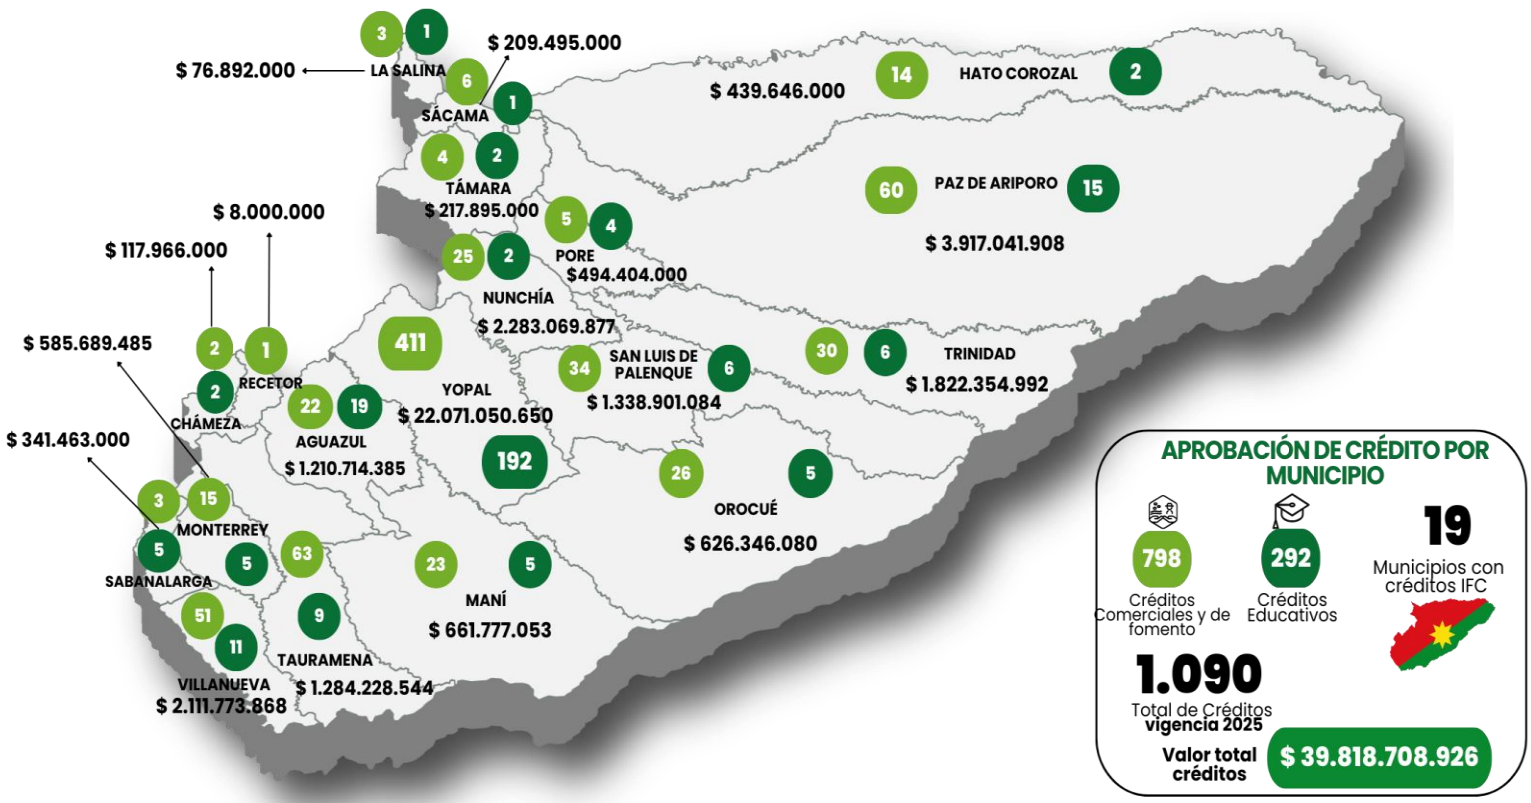 3
1
$ 209.495.000
$ 76.892.000
LA SALINA
6
1
SÁCAMA
14
HATO COROZAL
2
$ 439.646.000
4
2
TÁMARA
$ 217.895.000
60
PAZ DE ARIPORO
15
$ 3.917.041.908
$ 8.000.000
$ 117.966.000
5
4
PORE
$494.404.000
25
2
NUNCHÍA
$ 2.283.069.877
$ 585.689.485
2
1
RECETOR
2
CHÁMEZA
411
YOPAL
$ 22.071.050.650
192
34
SAN LUIS DE
PALENQUE
6
$ 1.338.901.084
30
6
TRINIDAD
$ 1.822.354.992
22
19
AGUAZUL
$ 1.210.714.385
$ 341.463.000
26
5
OROCUÉ
$ 626.346.080
3
15
MONTERREY
5
5
SABANALARGA
63
9
TAURAMENA
$ 1.284.228.544
23
5
MANÍ
$ 661.777.053
51
11
VILLANUEVA
$ 2.111.773.868
APROBACIÓN DE CRÉDITO POR
MUNICIPIO
798
Créditos
Comerciales y de
fomento
292
Créditos
Educativos
19
Municipios con
créditos IFC
1.090
Total de Créditos
vigencia 2025
Valor total
créditos
$ 39.818.708.926